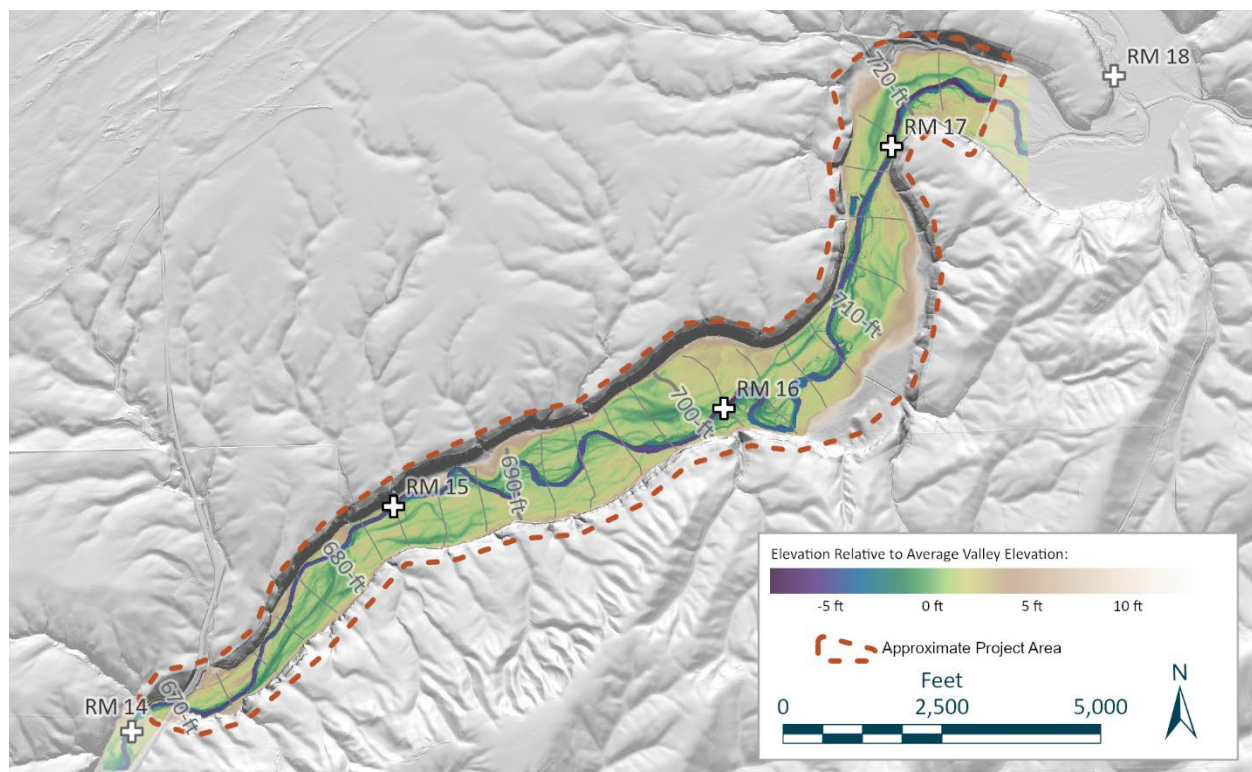 RM 18
720-ft
RM 17
710-ft
RM 16
700-ft
690-ft
RM 15
680-ft
RM 14
670-ft
Elevation Relative to Average Valley Elevation:
-5 ft 0 ft 5 ft 10 ft
Approximate Project Area
Feet
0 2,500 5,000
N